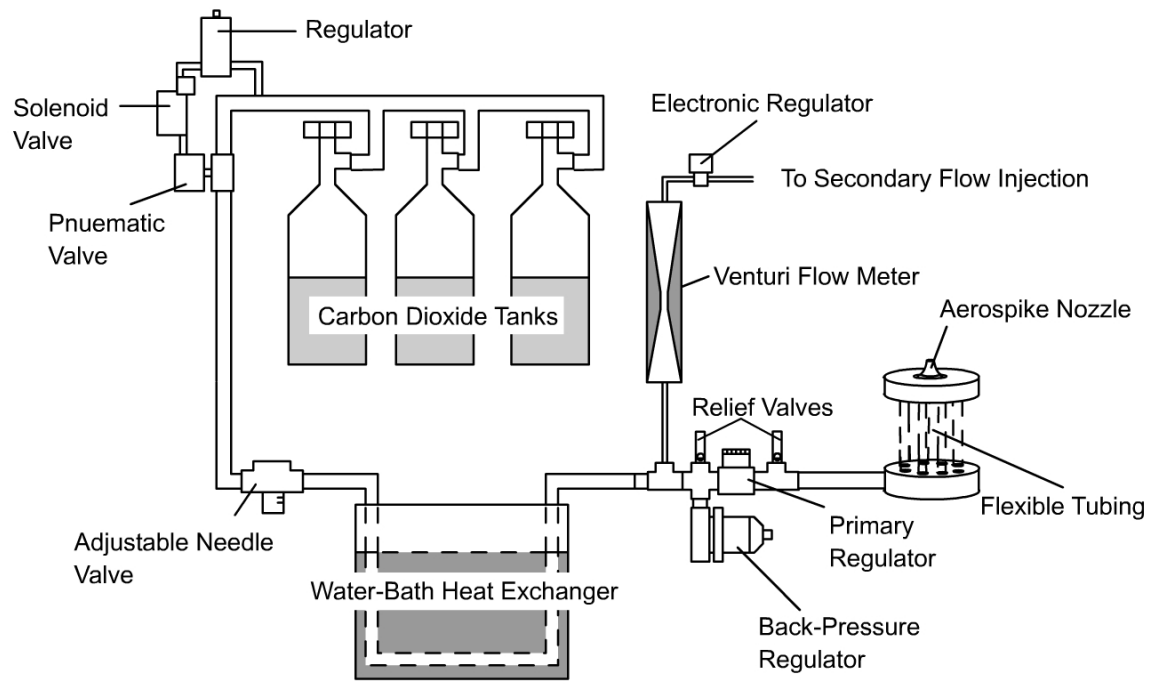 Regulator
Solenoid
Valve
Electronic Regulator
To Secondary Flow Injection
Pnuematic
Valve
Venturi Flow Meter
Carbon Dioxide Tanks
Aerospike Nozzle
Relief Valves
Flexible Tubing
Primary
Regulator
Adjustable Needle
Valve
Water-Bath Heat Exchanger
Back-Pressure
Regulator